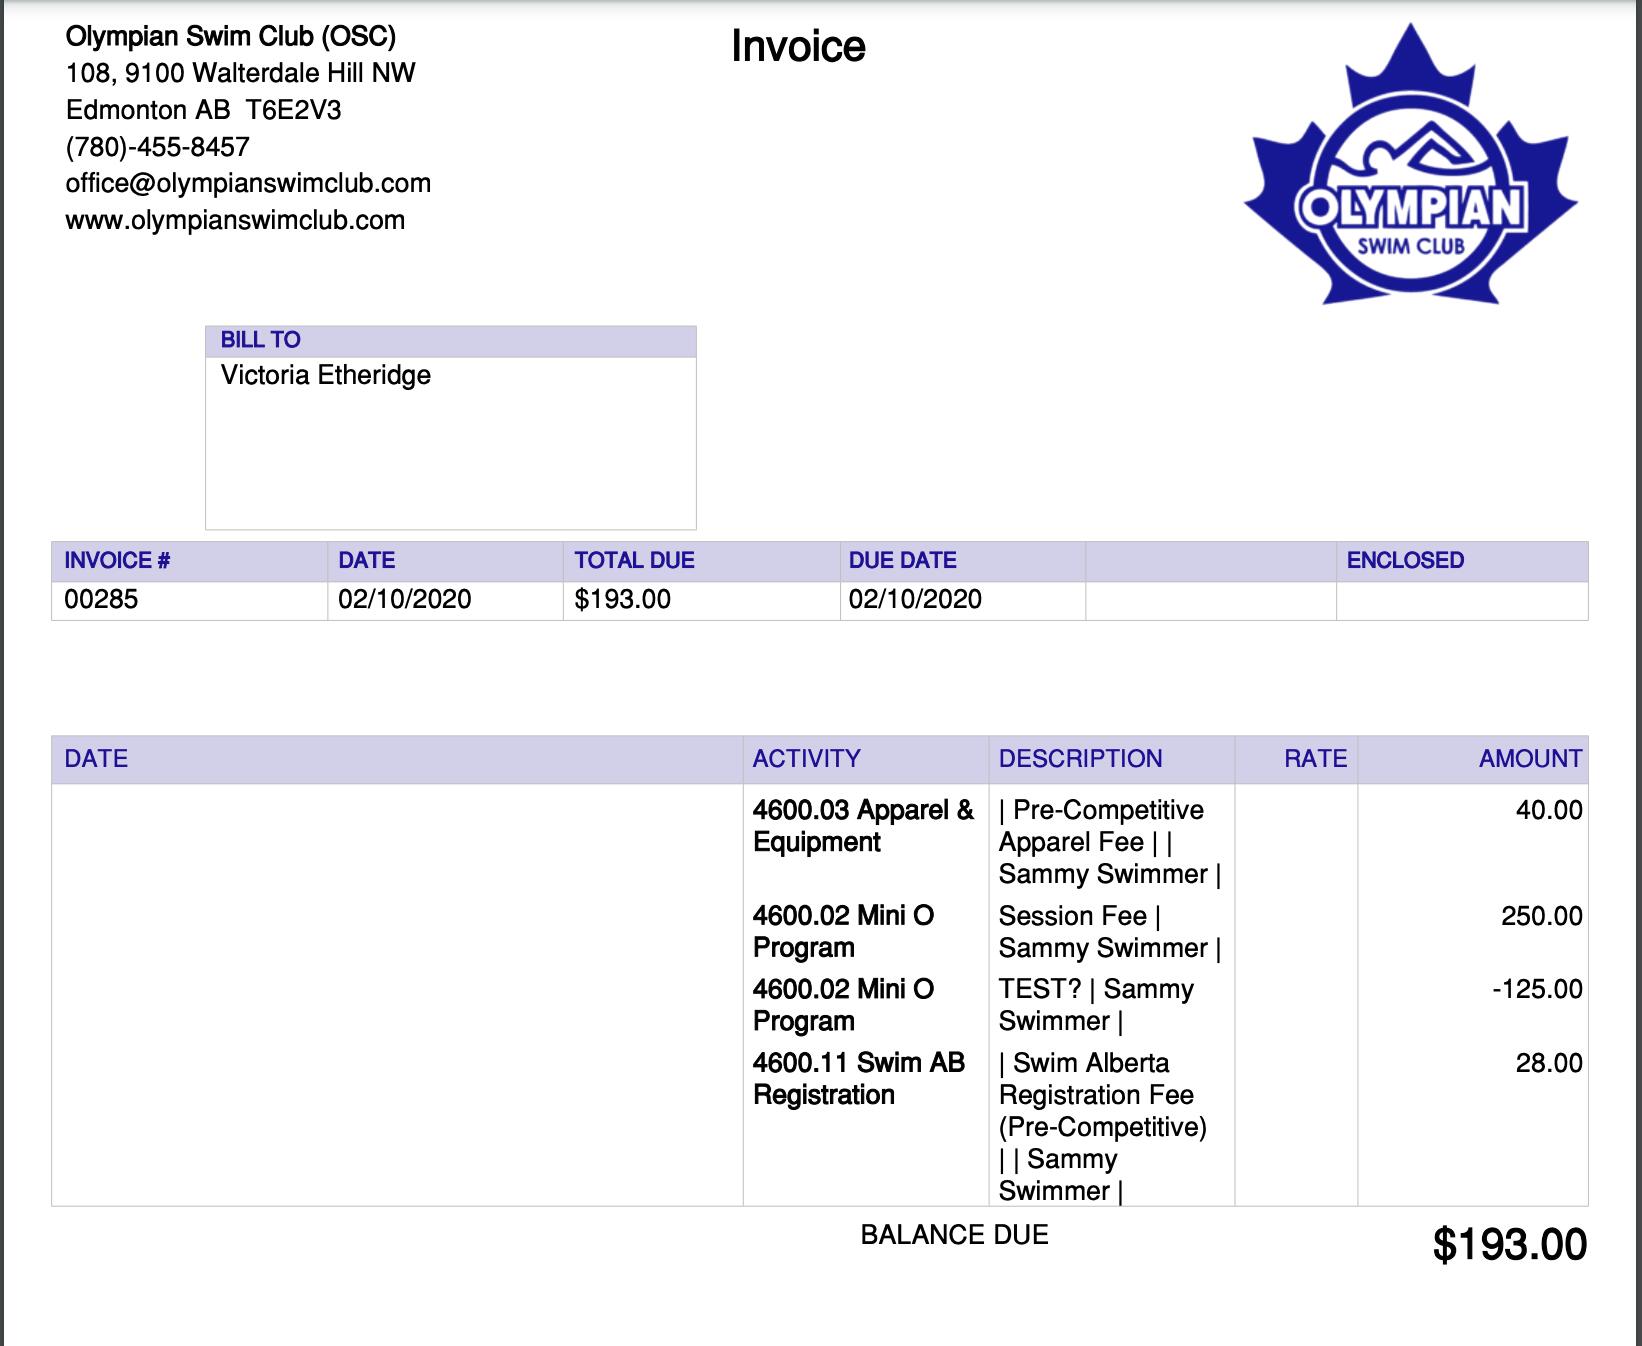 Olympian Swim Club (OSC)
108, 9100 Walterdale Hill NW
Edmonton AB  T6E2V3
(780)-455-8457
office@olympianswimclub.com
www.olympianswimclub.com
Invoice
OLYMPIAN
SWIM CLUB
BILL TO
Victoria Etheridge
INVOICE # DATE TOTAL DUE DUE DATE ENCLOSED
00285 02/10/2020 $193.00 02/10/2020
DATE ACTIVITY DESCRIPTION RATE AMOUNT
4600.03 Apparel & | Pre-Competitive 40.00
Equipment Apparel Fee | |
Sammy Swimmer |
4600.02 Mini O Session Fee | 250.00
Program Sammy Swimmer |
4600.02 Mini O TEST? | Sammy -125.00
Program Swimmer |
4600.11 Swim AB | Swim Alberta 28.00
Registration Registration Fee
(Pre-Competitive)
| | Sammy
Swimmer |
BALANCE DUE $193.00